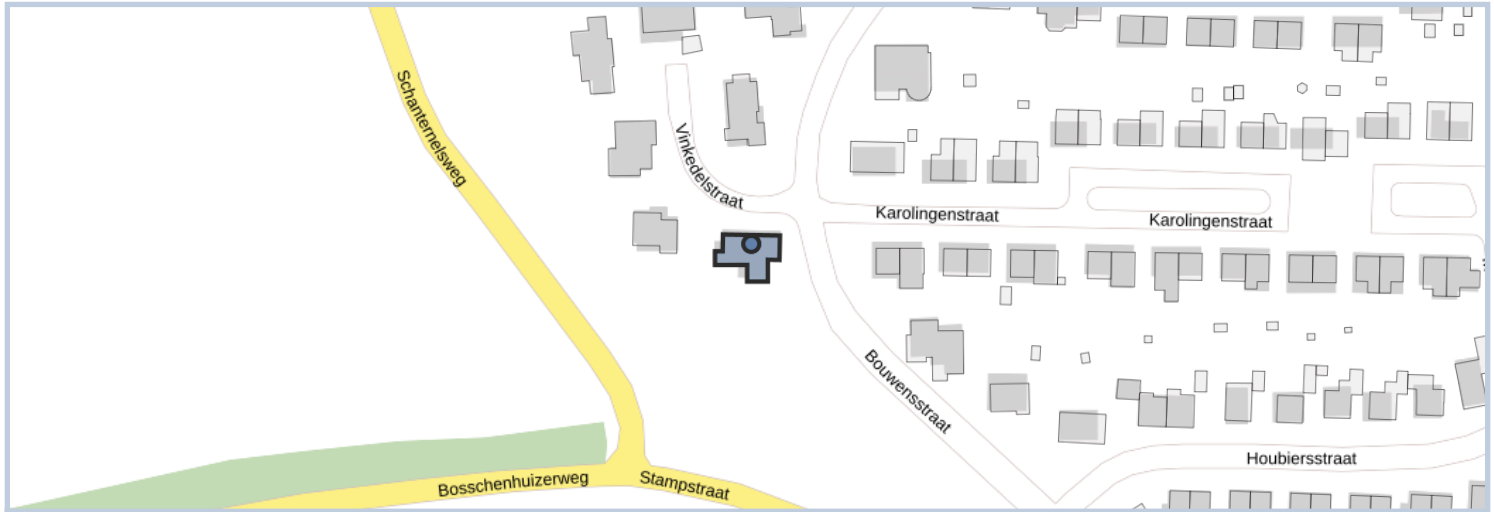 Schanternelsweg
Vinkedelstraat
Karolingenstraat
Karolingenstraat
Bouwensstraat
Houbiersstraat
Bosschenhuizerweg
Stampstraat